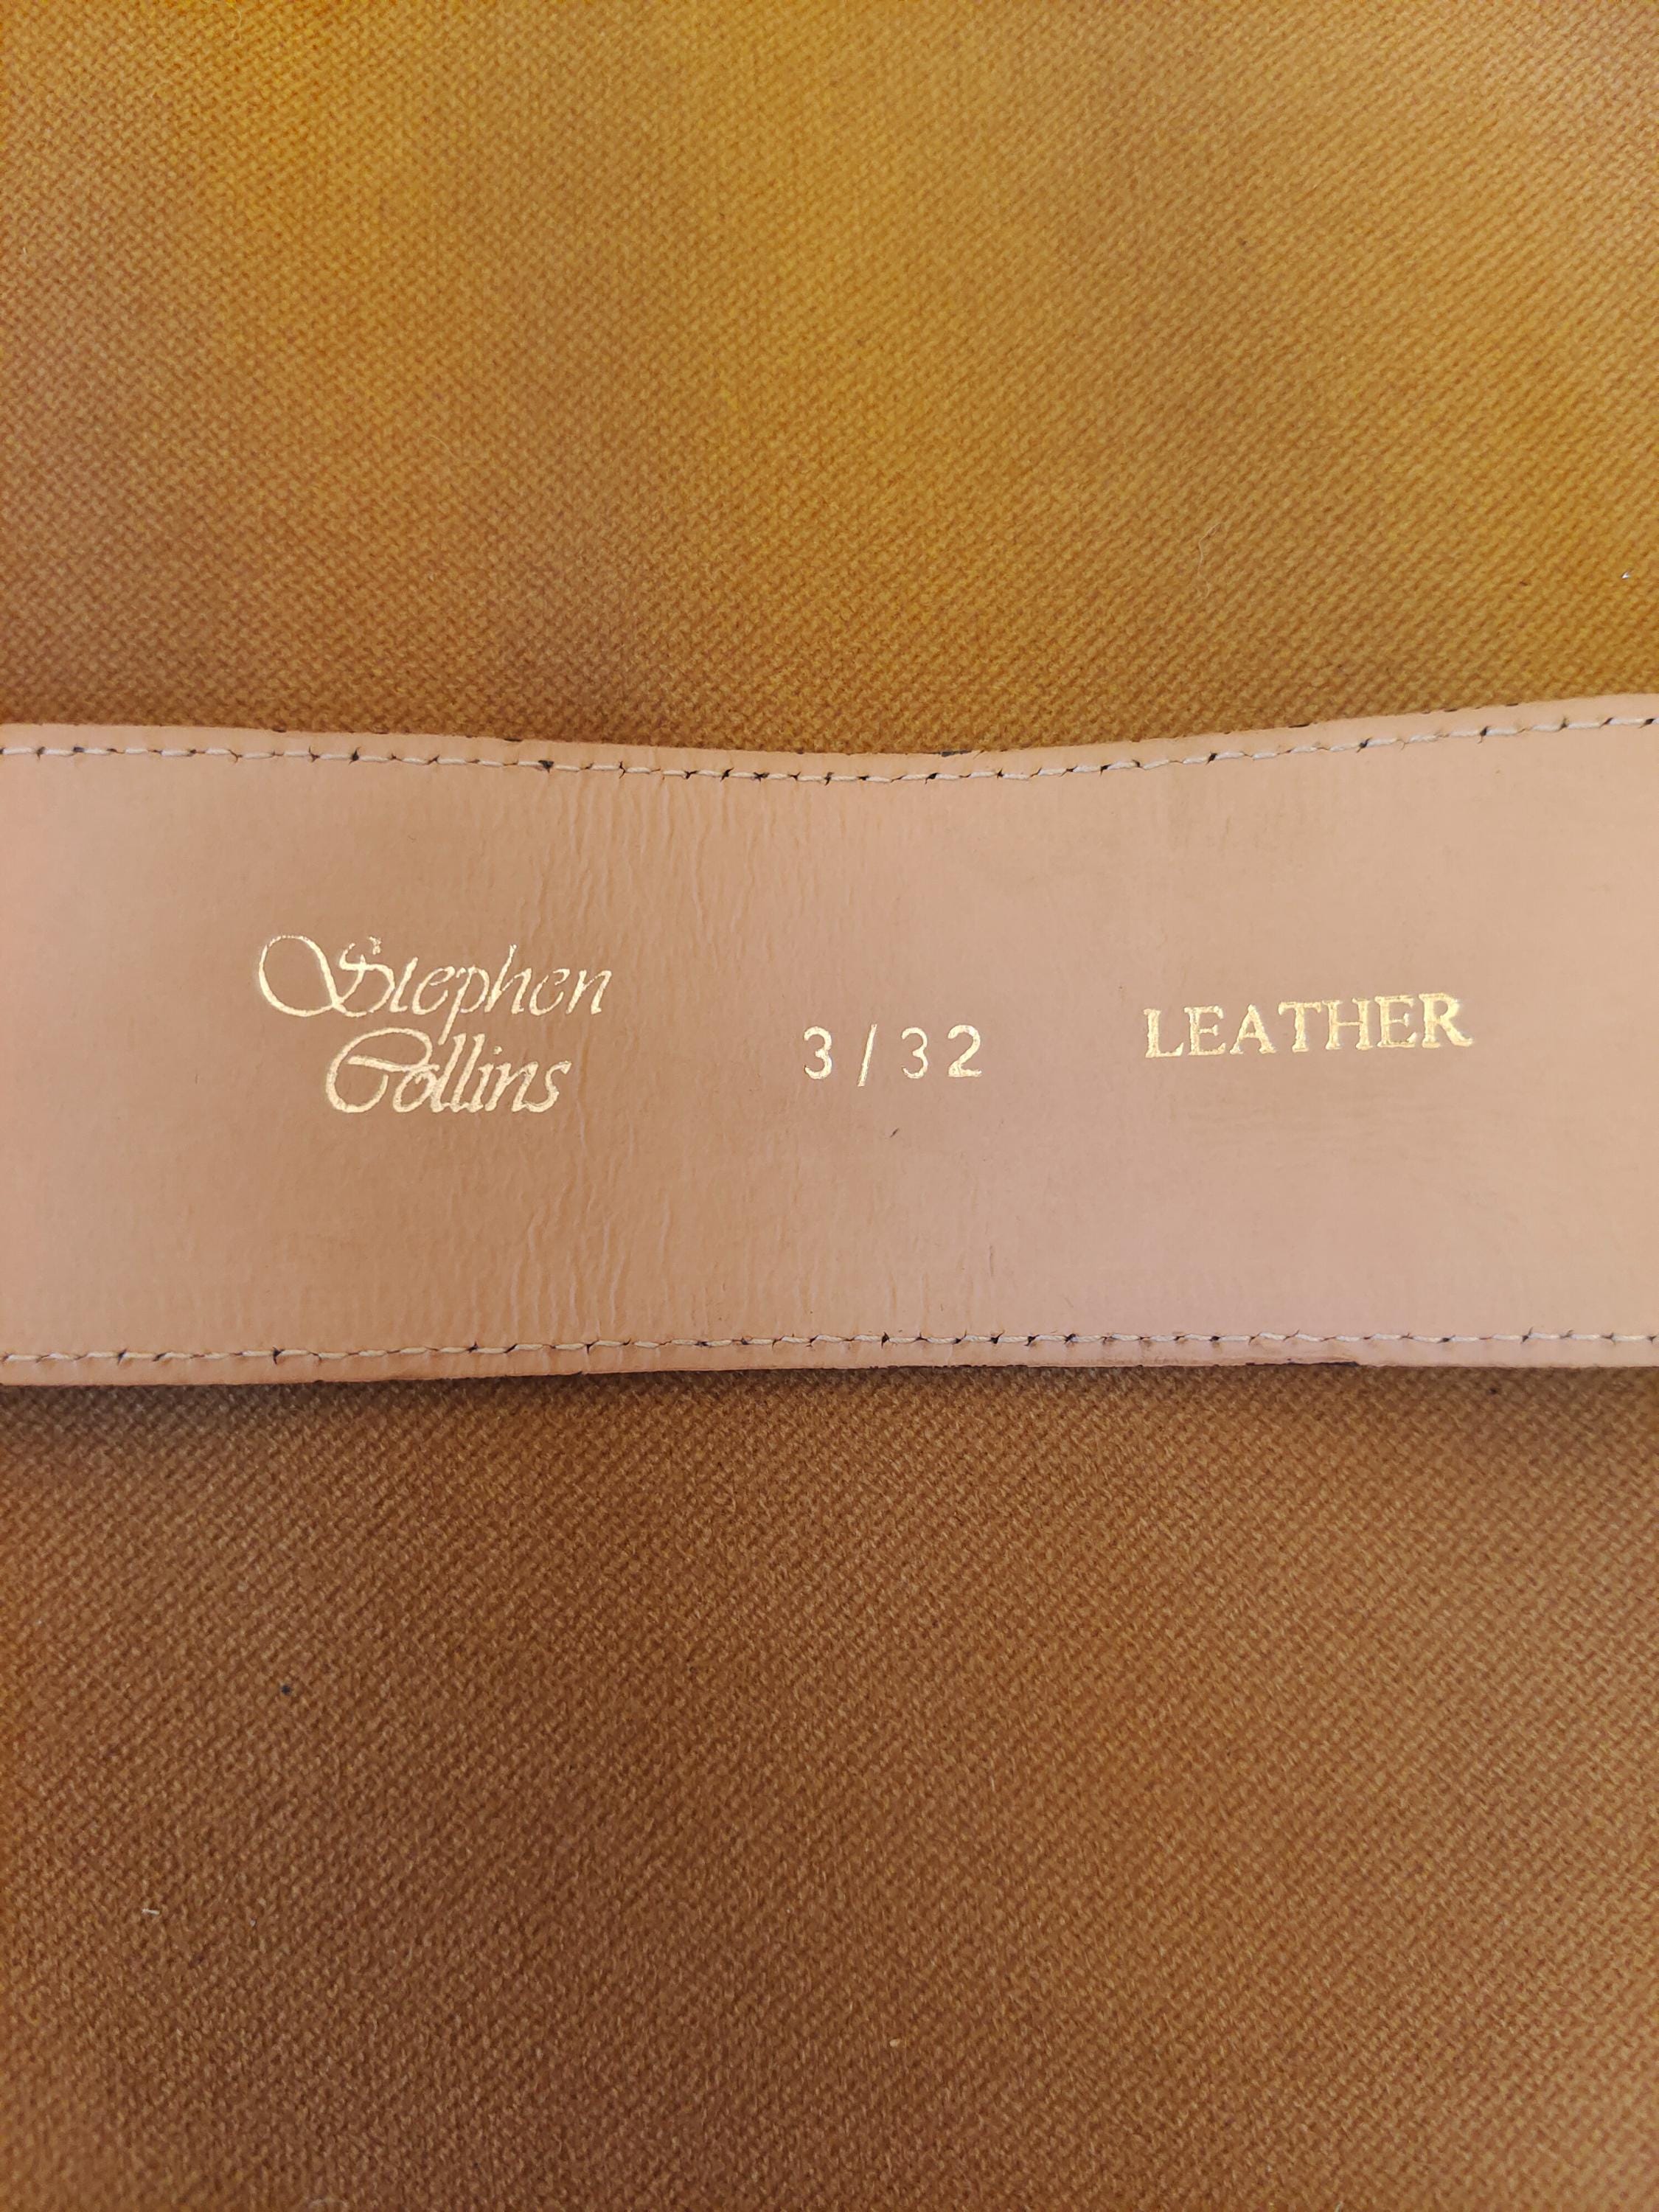 Stephen
Collins
3/32
LEATHER